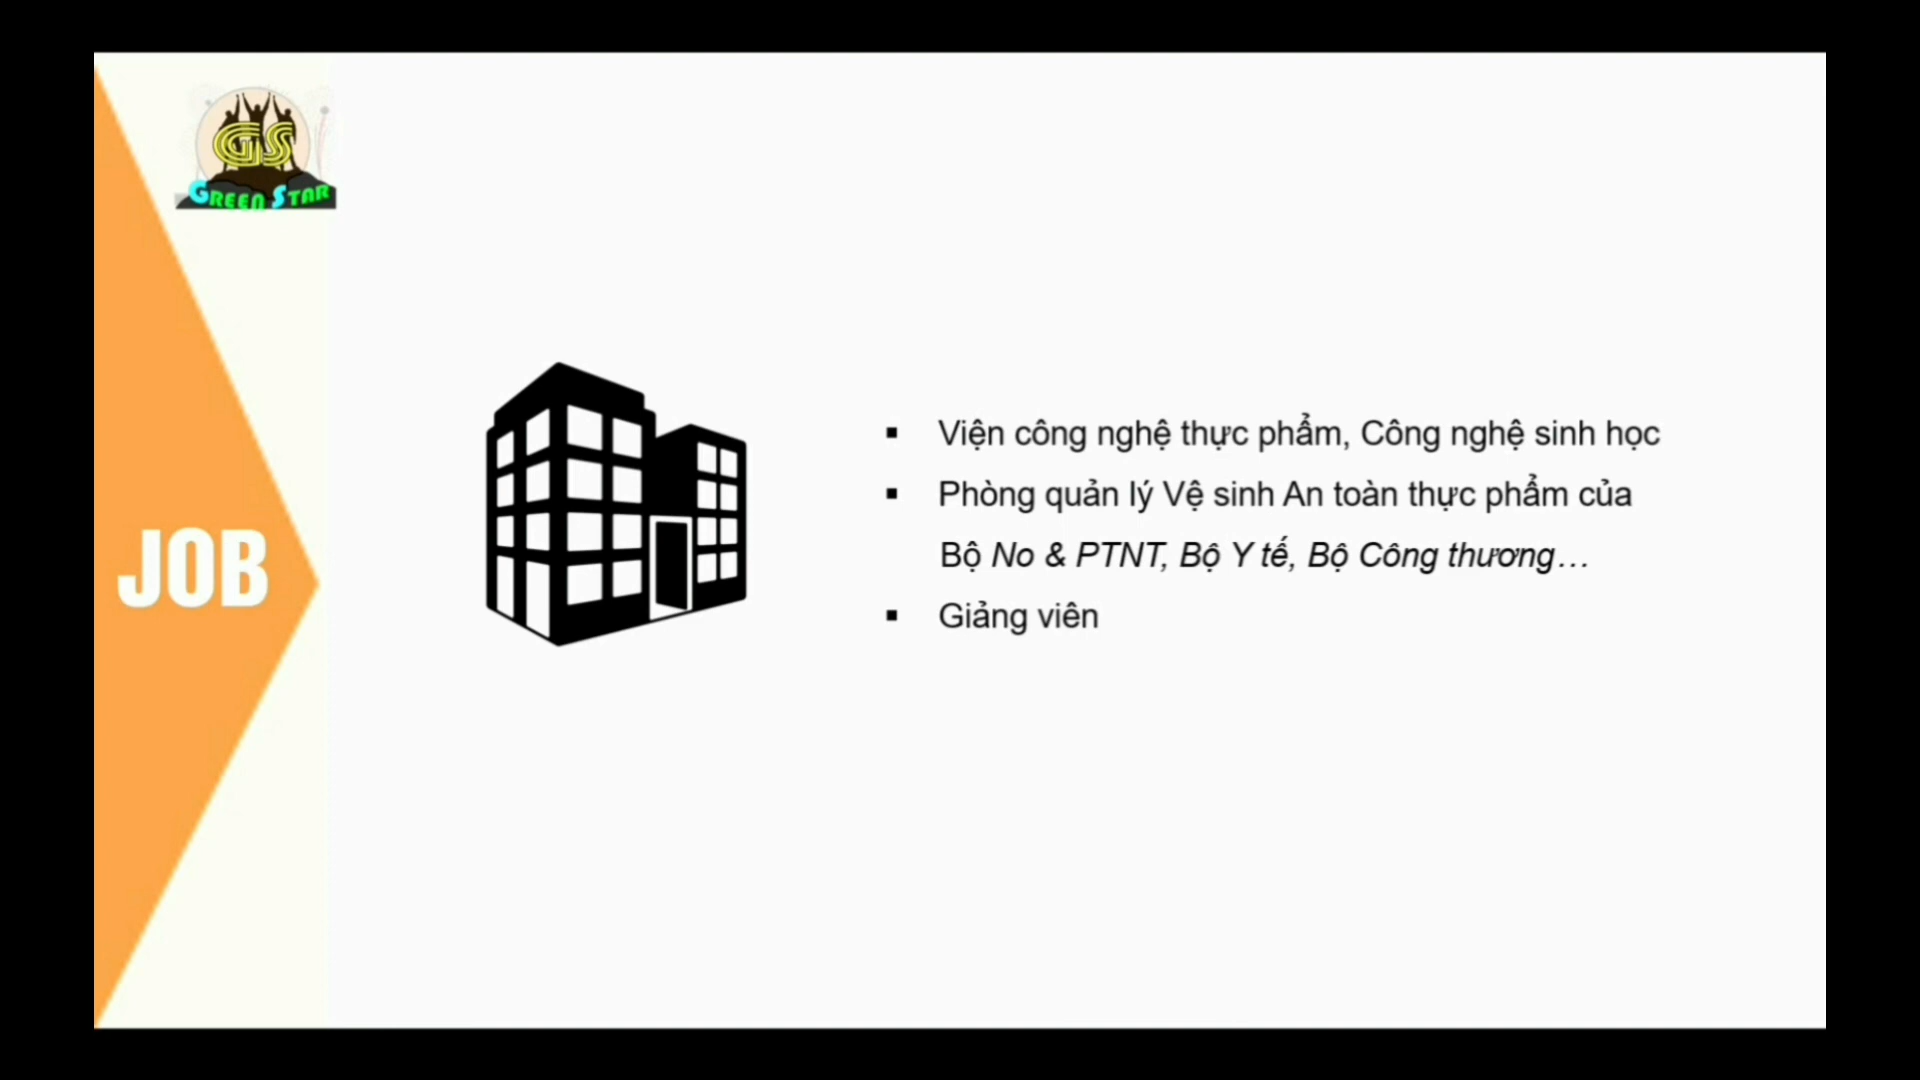 GS
GREEN STAR
JOB
▪ Viện công nghệ thực phẩm, Công nghệ sinh học
▪ Phòng quản lý Vệ sinh An toàn thực phẩm của
Bộ No & PTNT, Bộ Y tế, Bộ Công thương…
▪ Giảng viên